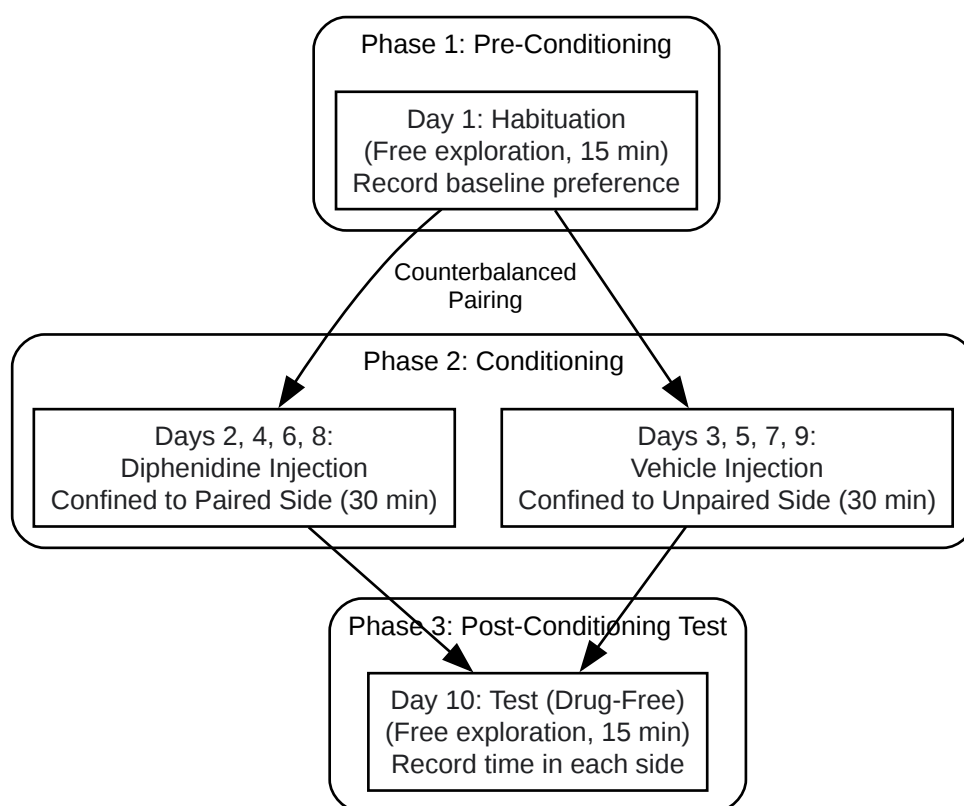 Phase 1: Pre-Conditioning
Day 1: Habituation
(Free exploration, 15 min)
Record baseline preference
Counterbalanced
Pairing
Phase 2: Conditioning
Days 2, 4, 6, 8:
Diphenidine Injection
Confined to Paired Side (30 min)
Days 3, 5, 7, 9:
Vehicle Injection
Confined to Unpaired Side (30 min)
Phase 3: Post-Conditioning Test
Day 10: Test (Drug-Free)
(Free exploration, 15 min)
Record time in each side